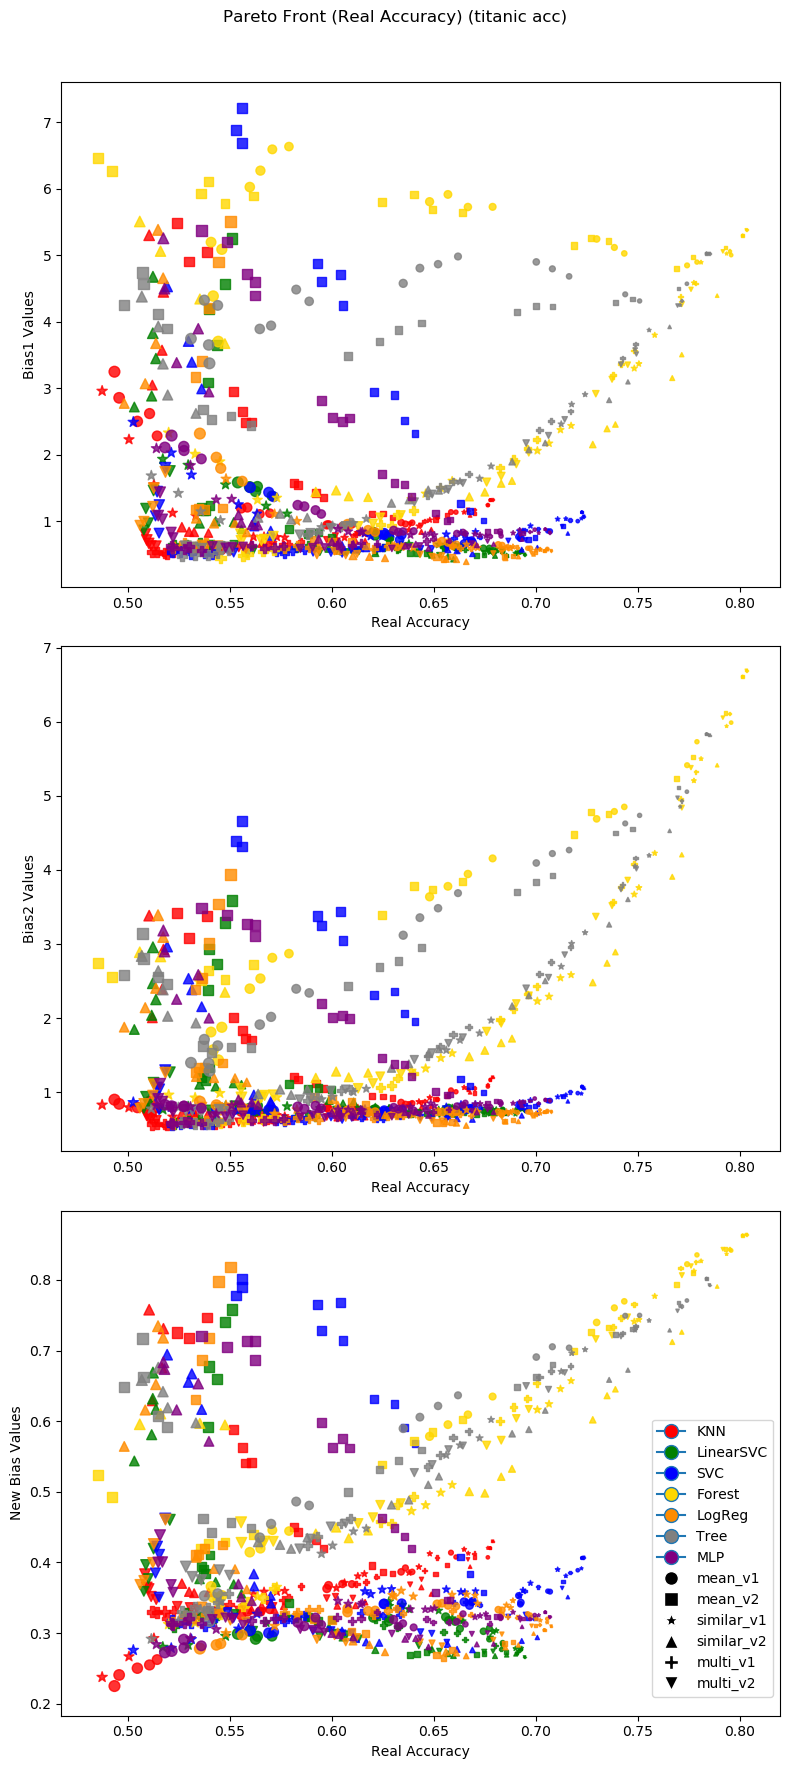 Pareto Front (Real Accuracy) (titanic acc)
7
6
5
4
3
2
1
Bias1 Values
0.50 0.55 0.60 0.65 0.70 0.75 0.80
Real Accuracy
7
6
5
4
3
2
1
Bias2 Values
0.50 0.55 0.60 0.65 0.70 0.75 0.80
Real Accuracy
0.8
0.7
0.6
0.5
0.4
0.3
0.2
New Bias Values
KNN
LinearSVC
SVC
Forest
LogReg
Tree
MLP
mean_v1
mean_v2
similar_v1
similar_v2
multi_v1
multi_v2
0.50 0.55 0.60 0.65 0.70 0.75 0.80
Real Accuracy